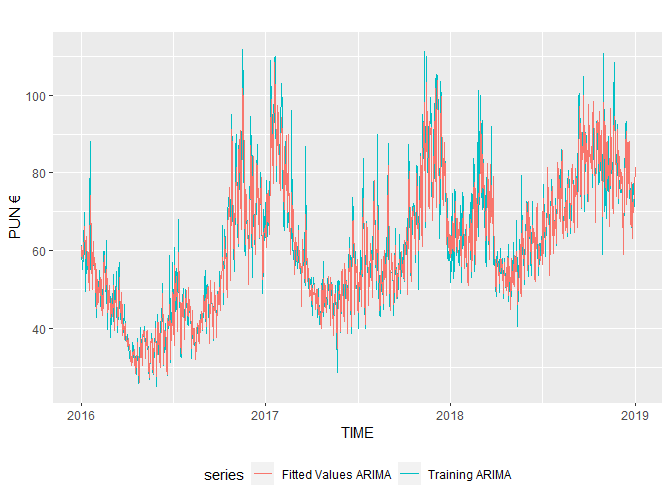 PUN €
100
80
60
40
2016
2017
2018
2019
TIME
series
Fitted Values ARIMA
Training ARIMA